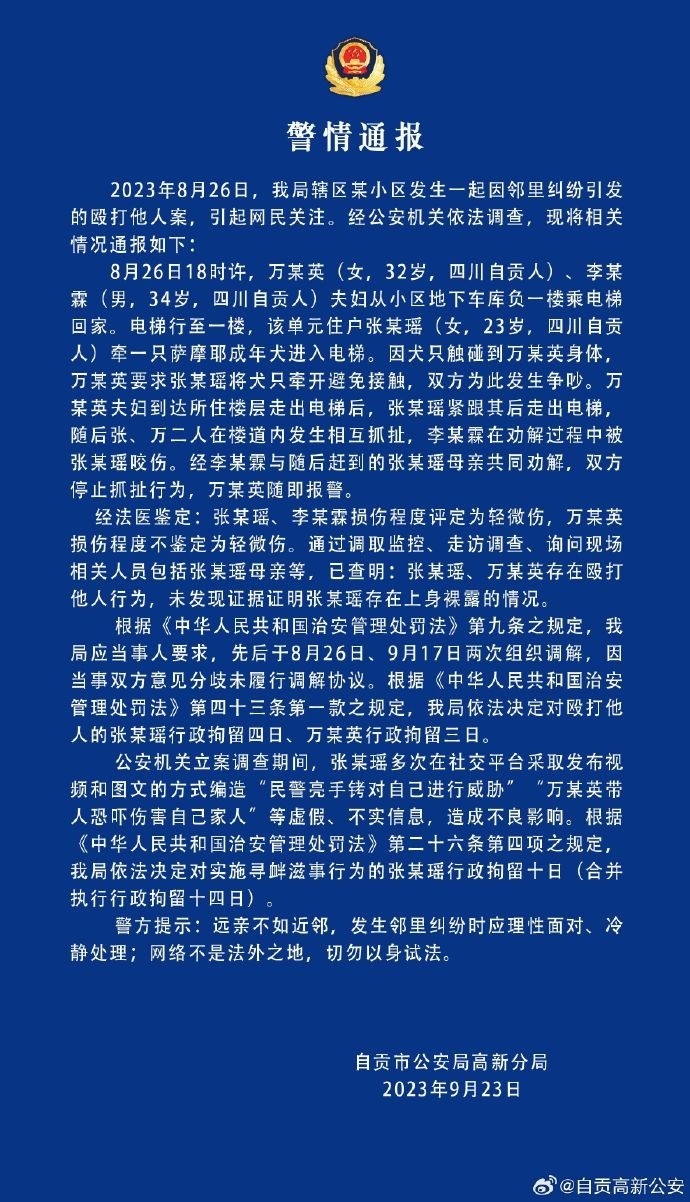 警情通报
2023年8月26日，我局辖区某小区发生一起因邻里纠纷引发
的殴打他人案，引起网民关注。经公安机关依法调查，现将相关
情况通报如下：
8月26日18时许，万某英（女，32岁，四川自贡人）、李某
霖（男，34岁，四川自贡人）夫妇从小区地下车库负一楼乘电梯
回家。电梯行至一楼，该单元住户张某瑶（女，23岁，四川自贡
人）牵一只萨摩耶成年犬进入电梯。因犬只触碰到万某英身体，
万某英要求张某瑶将犬只牵开避免接触，双方为此发生争吵。万
某英夫妇到达所住楼层走出电梯后，张某瑶紧跟其后走出电梯，
随后张、万二人在楼道内发生相互抓扯，李某霖在劝解过程中被
张某瑶咬伤。经李某霖与随后赶到的张某瑶母亲共同劝解，双方
停止抓扯行为，万某英随即报警。
经法医鉴定：张某瑶、李某霖损伤程度评定为轻微伤，万某英
损伤程度不鉴定为轻微伤。通过调取监控、走访调查、询问现场
相关人员包括张某瑶母亲等，已查明：张某瑶、万某英存在殴打
他人行为，未发现证据证明张某瑶存在上身裸露的情况。
根据《中华人民共和国治安管理处罚法》第九条之规定，我
局应当事人要求，先后于8月26日、9月17日两次组织调解，因
当事双方意见分歧未履行调解协议。根据《中华人民共和国治安
管理处罚法》第四十三条第一款之规定，我局依法决定对殴打他
人的张某瑶行政拘留四日、万某英行政拘留三日。
公安机关立案调查期间，张某瑶多次在社交平台采取发布视
频和图文的方式编造“民警亮手铐对自己进行威胁”“万某英带
人恐吓伤害自己家人”等虚假、不实信息，造成不良影响。根据
《中华人民共和国治安管理处罚法》第二十六条第四项之规定，
我局依法决定对实施寻衅滋事行为的张某瑶行政拘留十日（合并
执行行政拘留十四日）。
警方提示：远亲不如近邻，发生邻里纠纷时应理性面对、冷
静处理；网络不是法外之地，切勿以身试法。
自贡市公安局高新分局
2023年9月23日
@自贡高新公安